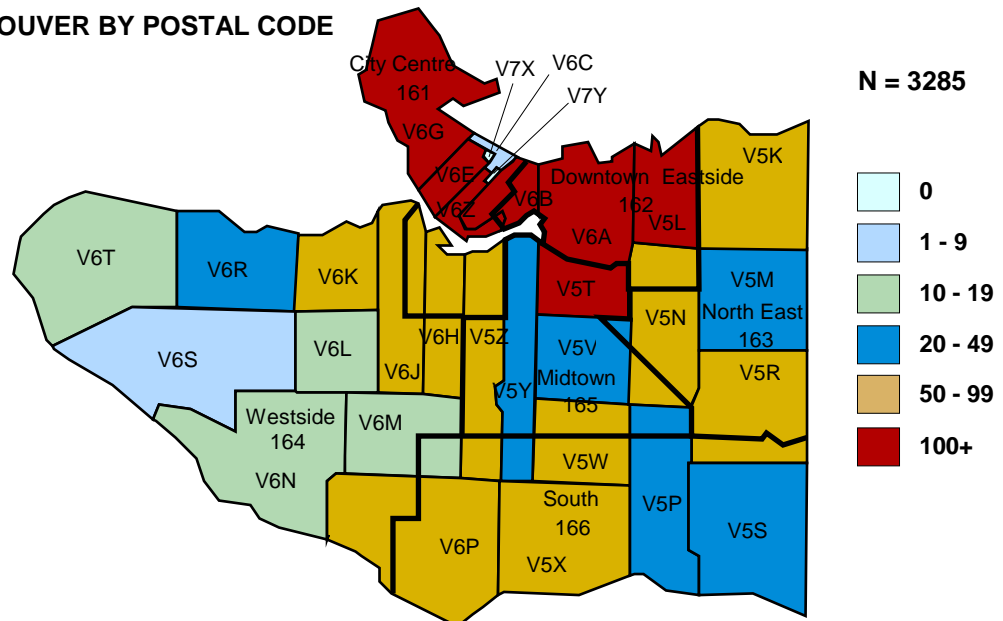 OUVER BY POSTAL CODE
City Centre
161
V7X
V6C
V7Y
N = 3285
V6G
V5K
V6E
V6Z
V6B
Downtown Eastside
162
V5L
V6A
0
1 - 9
10 - 19
20 - 49
50 - 99
100+
V6T
V6R
V6K
V5T
V5M
North East
163
V6S
V6L
V6J
V6H
V5Z
V5Y
V5V
Midtown
165
V5N
V5R
Westside
164
V6M
V6N
V5W
South
166
V6P
V5X
V5P
V5S